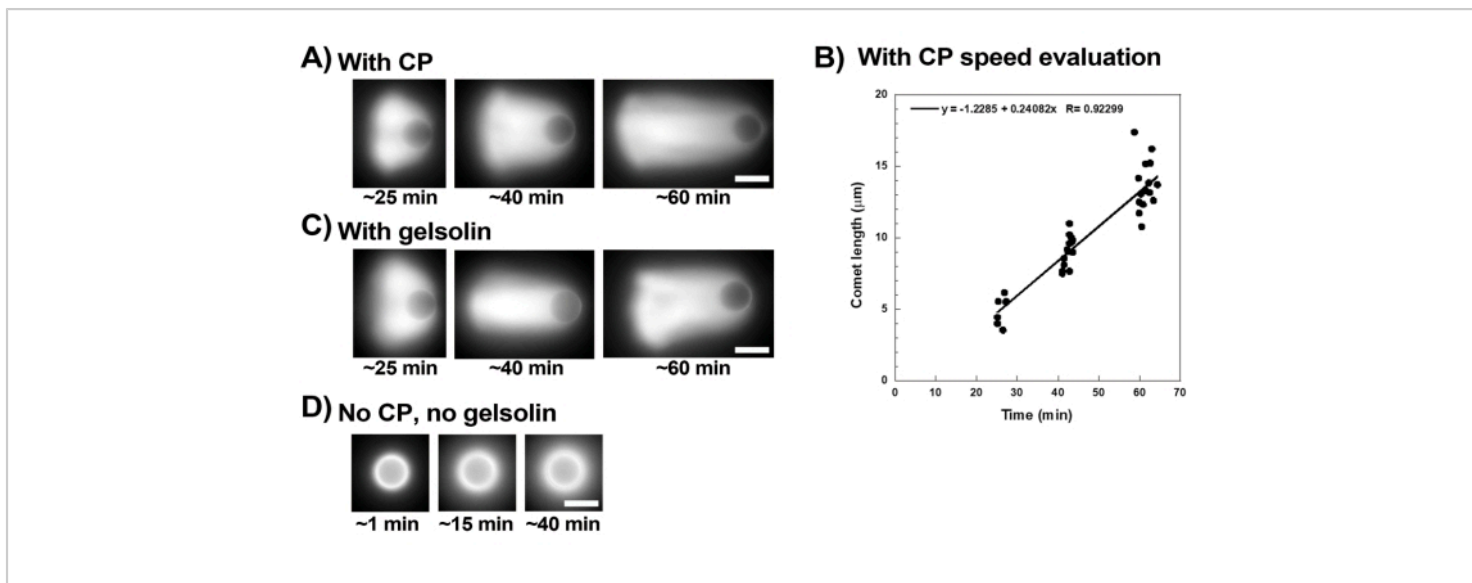 A) With CP
~25 min ~40 min ~60 min
C) With gelsolin
~25 min ~40 min ~60 min
D) No CP, no gelsolin
~1 min ~15 min ~40 min
B) With CP speed evaluation
y = -1.2285 + 0.24082x R= 0.92299
20
15
10
5
0
Comet length (μm)
0 10 20 30 40 50 60 70
Time (min)